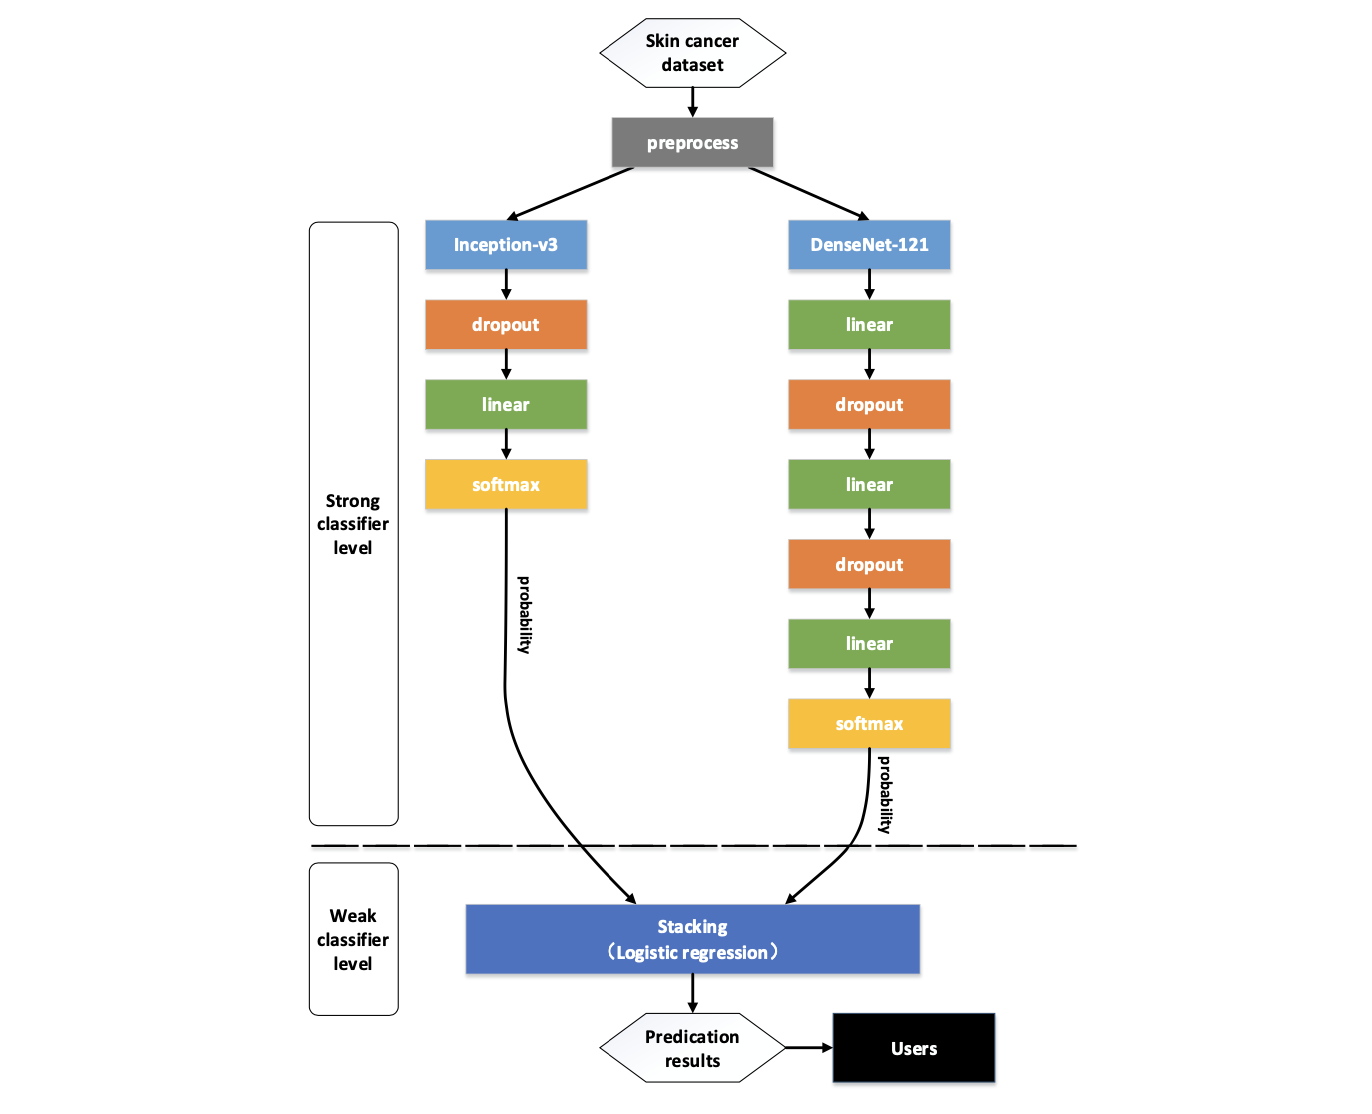 Skin cancer
dataset
preprocess
Inception-v3
DenseNet-121
dropout
linear
linear
dropout
softmax
linear
Strong
classifier
level
dropout
probability
linear
softmax
probability
Weak
classifier
level
Stacking
（Logistic regression）
Predication
results
Users